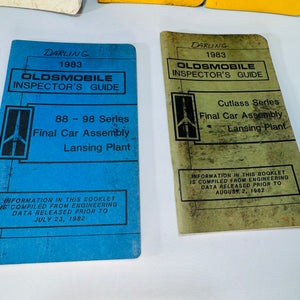 DARLING
1983
OLDSMOBILE
INSPECTOR'S GUIDE
88 - 98 Series
Final Car Assembly
Lansing Plant
INFORMATION IN THIS BOOKLET
IS COMPILED FROM ENGINEERING
DATA RELEASED PRIOR TO
JULY 23, 1982
DARLING
1983
OLDSMOBILE
INSPECTOR'S GUIDE
Cutlass Series
Final Car Assembly
Lansing Plant
INFORMATION IN THIS BOOKLET
IS COMPILED FROM ENGINEERING
DATA RELEASED PRIOR TO
AUGUST 2, 1982